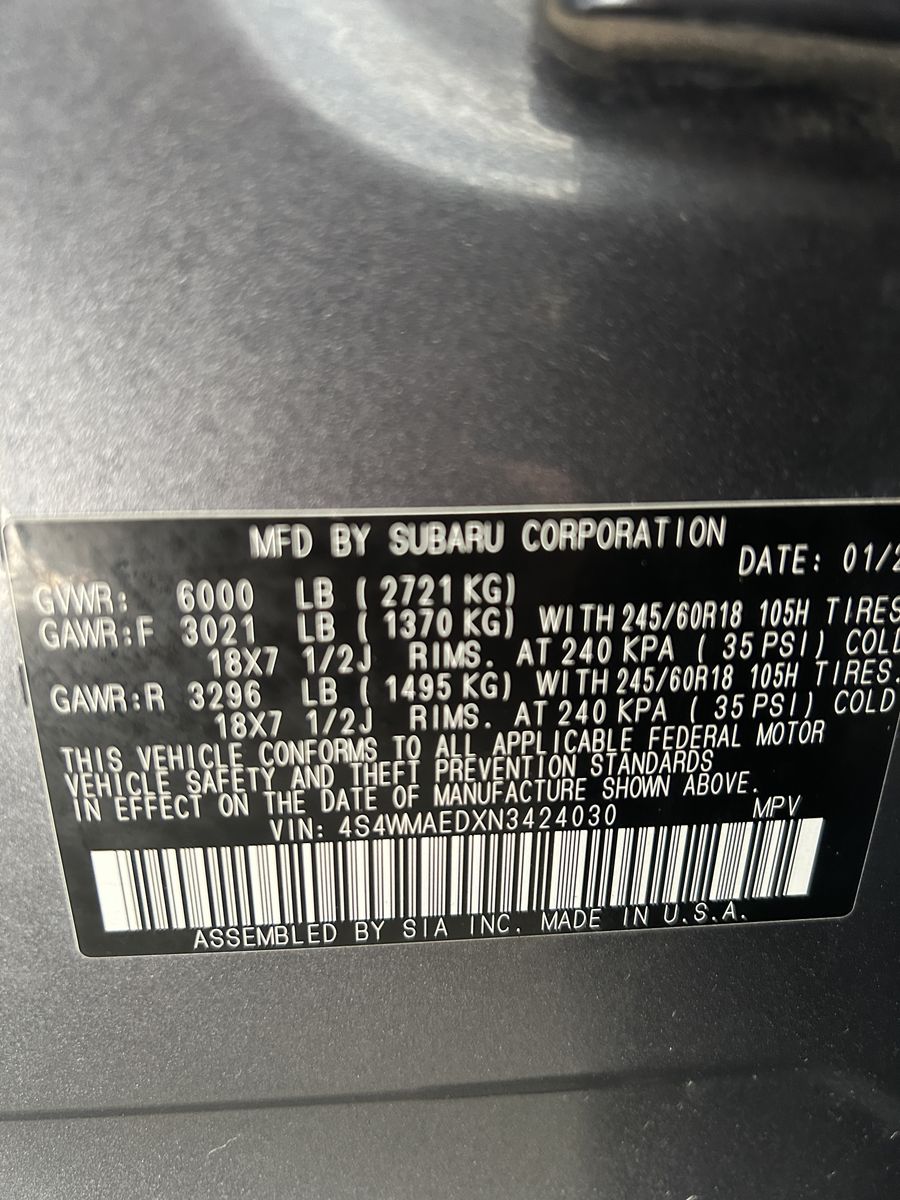 MFD BY SUBARU CORPORATION
DATE: 01/2
GVWR: 6000 LB ( 2721 KG)
GAWR:F 3021 LB ( 1370 KG) WITH 245/60R18 105H TIRES
18X7 1/2J RIMS. AT 240 KPA ( 35 PSI) COLD
GAWR:R 3296 LB ( 1495 KG) WITH 245/60R18 105H TIRES.
18X7 1/2J RIMS. AT 240 KPA ( 35 PSI) COLD
THIS VEHICLE CONFORMS TO ALL APPLICABLE FEDERAL MOTOR
VEHICLE SAFETY AND THEFT PREVENTION STANDARDS
IN EFFECT ON THE DATE OF MANUFACTURE SHOWN ABOVE.
VIN: 4S4WMAEDXN3424030 MPV
ASSEMBLED BY SIA INC. MADE IN U.S.A.